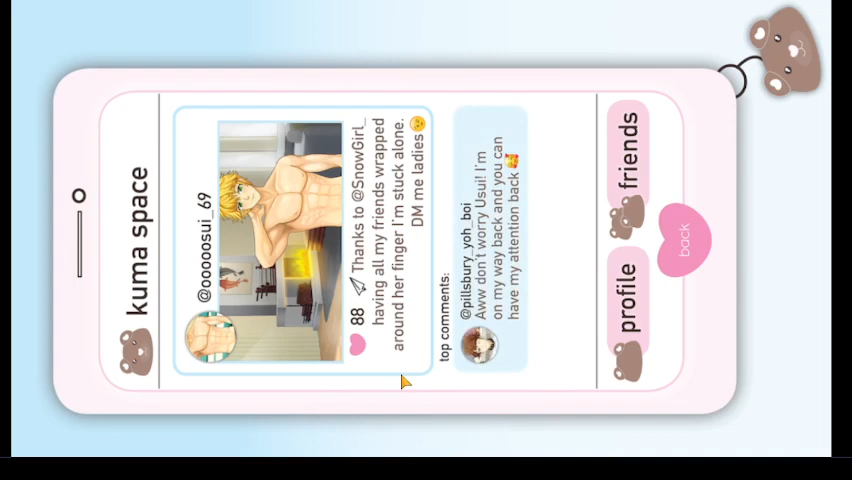 kuma space
@ooooosui_69
88 Thanks to @SnowGirl_
having all my friends wrapped
around her finger I'm stuck alone.
DM me ladies
top comments:
@pillsbury_yoh_boi
Aww don't worry Usui! I'm
on my way back and you can
have my attention back
profile
friends
back